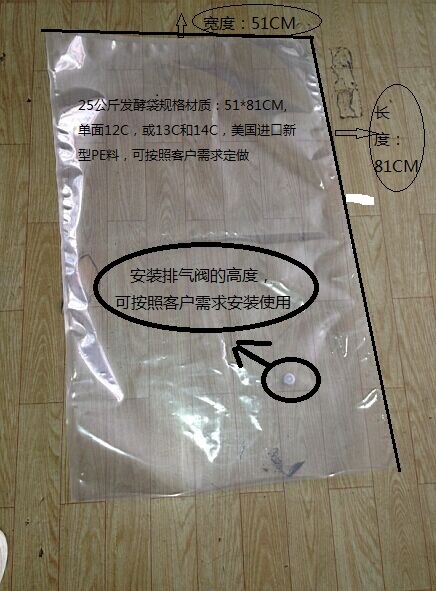 宽度：51CM
25公斤发酵袋规格材质：51*81CM,
单面12C，或13C和14C，美国进口新
型PE料，可按照客户需求定做
长
度：
81CM
安装排气阀的高度，
可按照客户需求安装使用